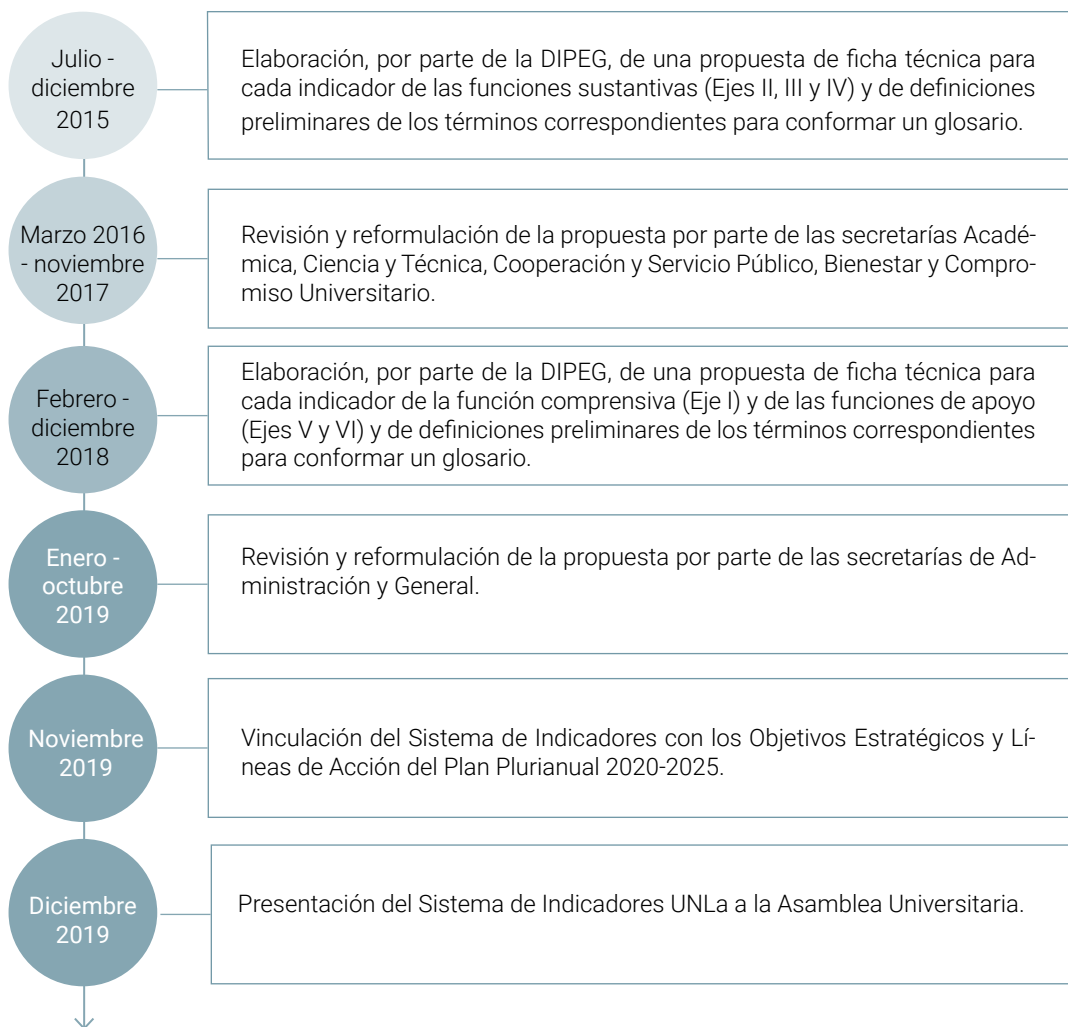 Julio -
diciembre
2015
Elaboración, por parte de la DIPEG, de una propuesta de ficha técnica para
cada indicador de las funciones sustantivas (Ejes II, III y IV) y de definiciones
preliminares de los términos correspondientes para conformar un glosario.
Marzo 2016
- noviembre
2017
Revisión y reformulación de la propuesta por parte de las secretarías Acadé-
mica, Ciencia y Técnica, Cooperación y Servicio Público, Bienestar y Compro-
miso Universitario.
Febrero -
diciembre
2018
Elaboración, por parte de la DIPEG, de una propuesta de ficha técnica para
cada indicador de la función comprensiva (Eje I) y de las funciones de apoyo
(Ejes V y VI) y de definiciones preliminares de los términos correspondientes
para conformar un glosario.
Enero -
octubre
2019
Revisión y reformulación de la propuesta por parte de las secretarías de Ad-
ministración y General.
Noviembre
2019
Vinculación del Sistema de Indicadores con los Objetivos Estratégicos y Lí-
neas de Acción del Plan Plurianual 2020-2025.
Diciembre
2019
Presentación del Sistema de Indicadores UNLa a la Asamblea Universitaria.